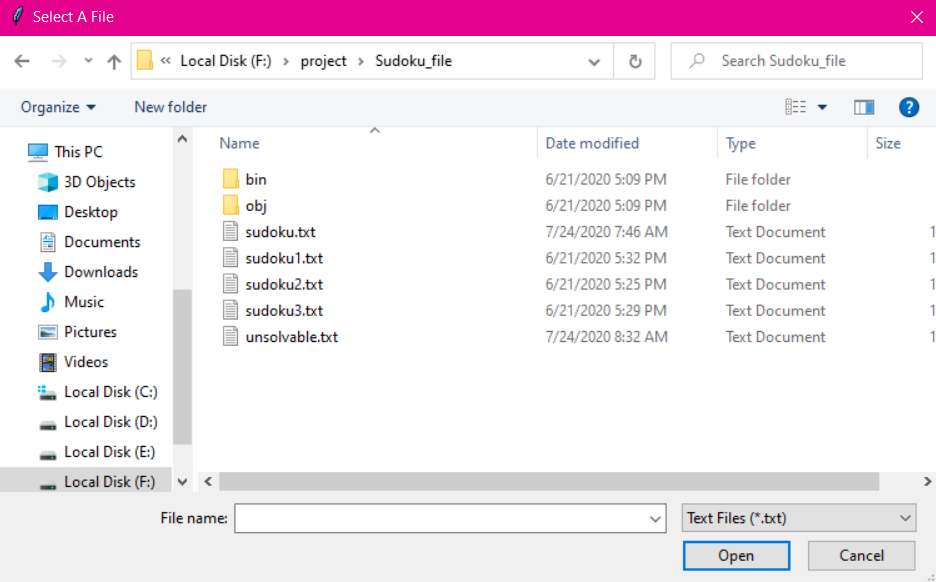 Select A File
« Local Disk (F:) › project › Sudoku_file
Search Sudoku_file
Organize
New folder
?
This PC
3D Objects
Desktop
Documents
Downloads
Music
Pictures
Videos
Local Disk (C:)
Local Disk (D:)
Local Disk (E:)
Local Disk (F:)
Name Date modified Type Size
bin 6/21/2020 5:09 PM File folder
obj 6/21/2020 5:09 PM File folder
sudoku.txt 7/24/2020 7:46 AM Text Document 1
sudoku1.txt 6/21/2020 5:32 PM Text Document 1
sudoku2.txt 6/21/2020 5:25 PM Text Document 1
sudoku3.txt 6/21/2020 5:29 PM Text Document 1
unsolvable.txt 7/24/2020 8:32 AM Text Document 1
File name:
Text Files (*.txt)
Open
Cancel